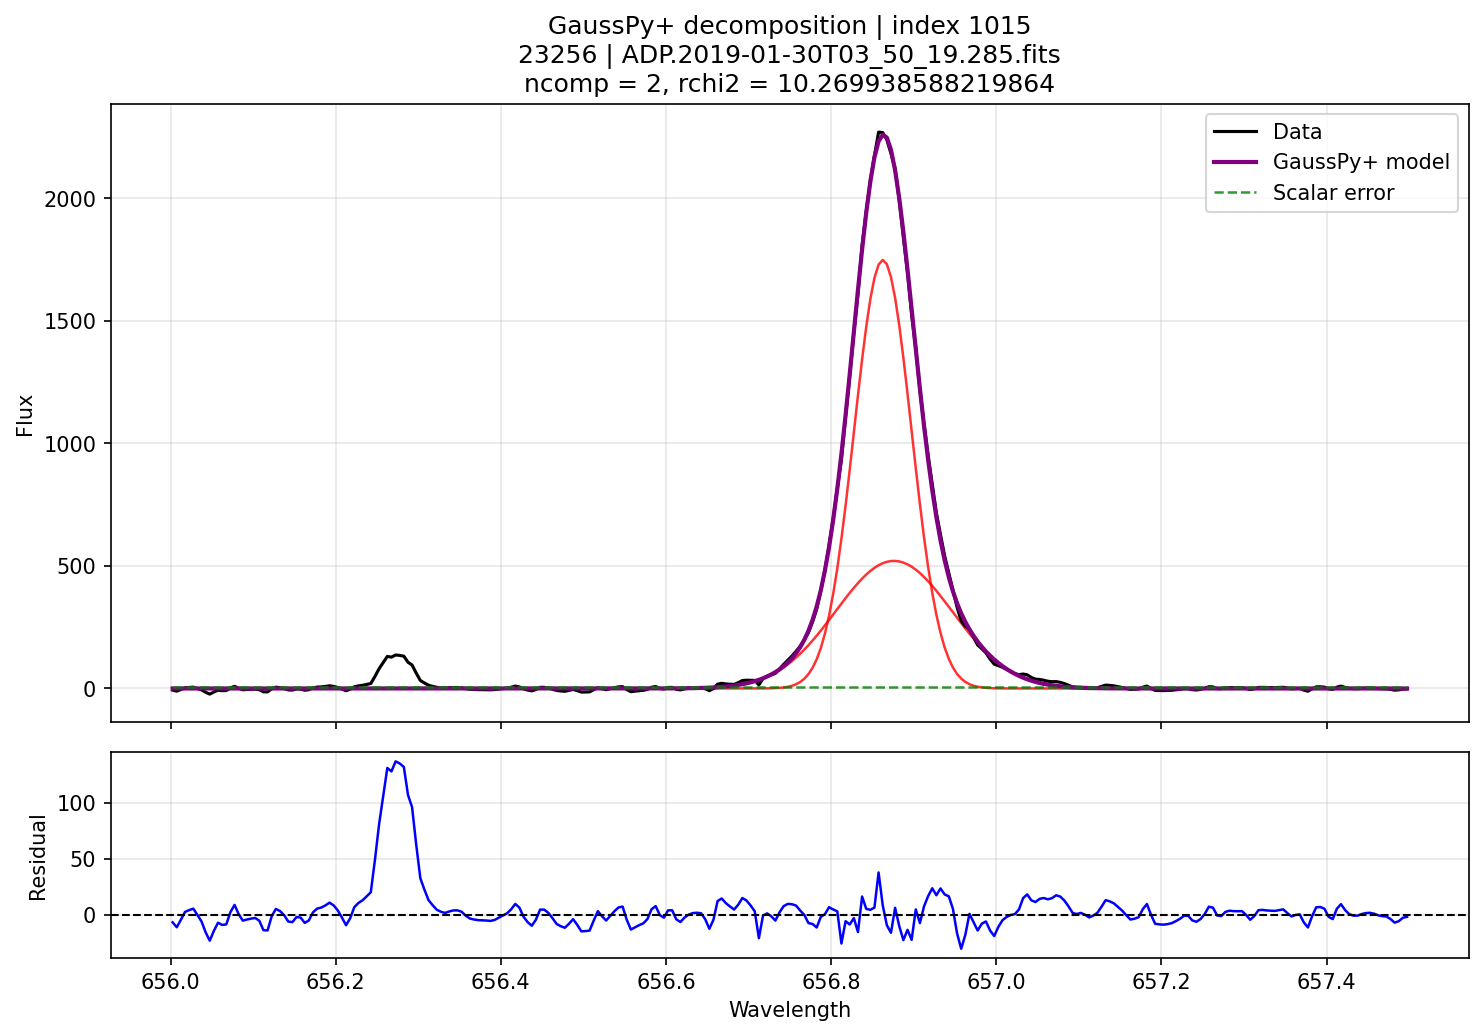 GaussPy+ decomposition | index 1015
23256 | ADP.2019-01-30T03_50_19.285.fits
ncomp = 2, rchi2 = 10.269938588219864
Data
GaussPy+ model
Scalar error
Flux
2000
1500
1000
500
0
Residual
100
50
0
656.0
656.2
656.4
656.6
656.8
657.0
657.2
657.4
Wavelength